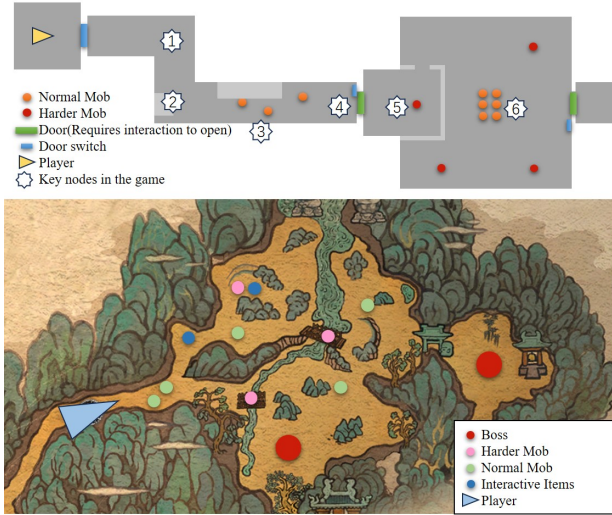 1
2
3
4
5
6
Normal Mob
Harder Mob
Door(Requires interaction to open)
Door switch
Player
Key nodes in the game
Boss
Harder Mob
Normal Mob
Interactive Items
Player